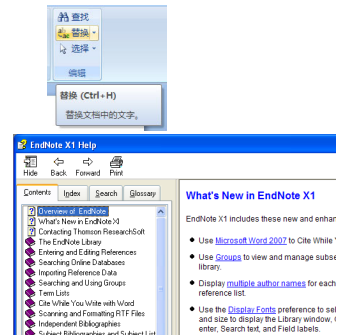 查找
替换
选择
编辑
替换 (Ctrl+H)
替换文档中的文字。
EndNote X1 Help
Hide Back Forward Print
Contents Index Search Glossary
Overview of EndNote
What's New in EndNote X1
Contacting Thomson ResearchSoft
The EndNote Library
Entering and Editing References
Searching Online Databases
Importing Reference Data
Searching and Using Groups
Term Lists
Cite While You Write with Word
Scanning and Formatting RTF Files
Independent Bibliographies
Subject Bibliographies and Subject List
What's New in EndNote X1
EndNote X1 includes these new and enhan
Use Microsoft Word 2007 to Cite While
Use Groups to view and manage subse
library.
Display multiple author names for each
reference list.
Use the Display Fonts preference to sel
and size to display the Library window,
enter, Search text, and Field labels.